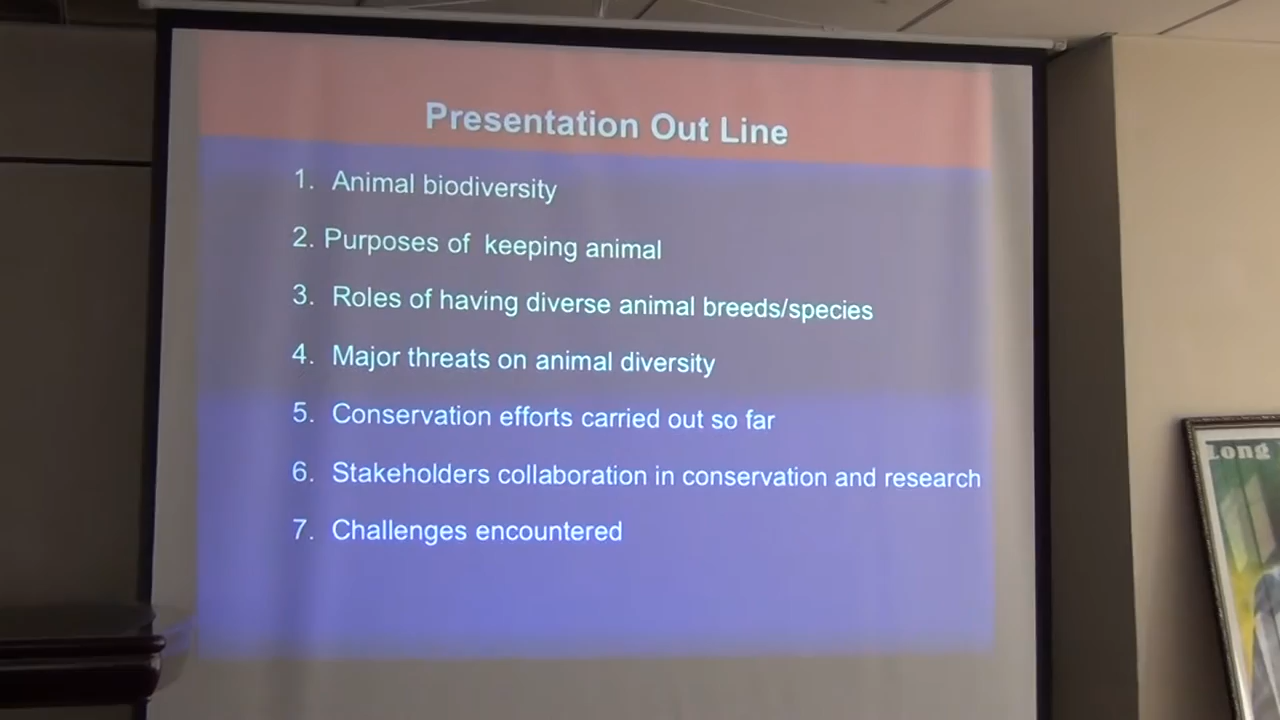 Presentation Out Line
1. Animal biodiversity
2. Purposes of keeping animal
3. Roles of having diverse animal breeds/species
4. Major threats on animal diversity
5. Conservation efforts carried out so far
6. Stakeholders collaboration in conservation and research
7. Challenges encountered
Long